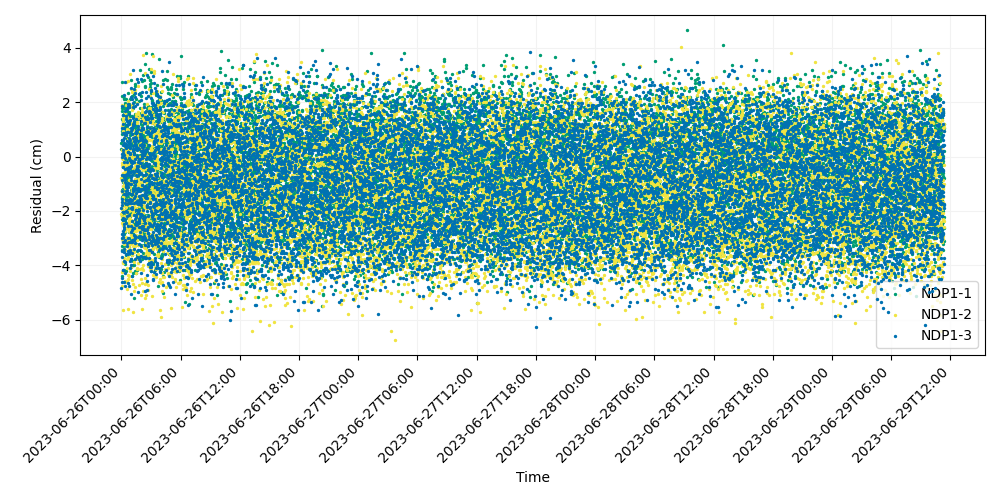 4
2
0
−2
−4
−6
Residual (cm)
NDP1-1
NDP1-2
NDP1-3
2023-06-26T00:00
2023-06-26T06:00
2023-06-26T12:00
2023-06-26T18:00
2023-06-27T00:00
2023-06-27T06:00
2023-06-27T12:00
2023-06-27T18:00
2023-06-28T00:00
2023-06-28T06:00
2023-06-28T12:00
2023-06-28T18:00
2023-06-29T00:00
2023-06-29T06:00
2023-06-29T12:00
Time